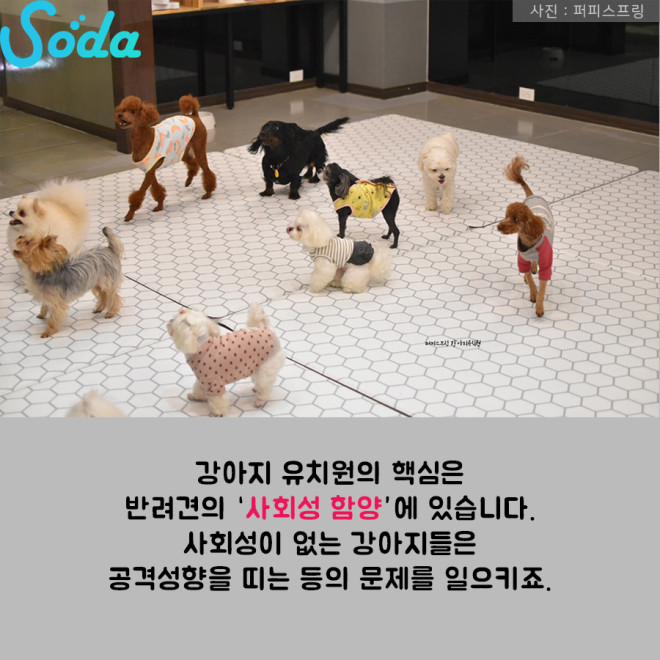 Soda
사진 : 퍼피스프링
강아지 유치원의 핵심은
반려견의 '사회성 함양'에 있습니다.
사회성이 없는 강아지들은
공격성향을 띠는 등의 문제를 일으키죠.